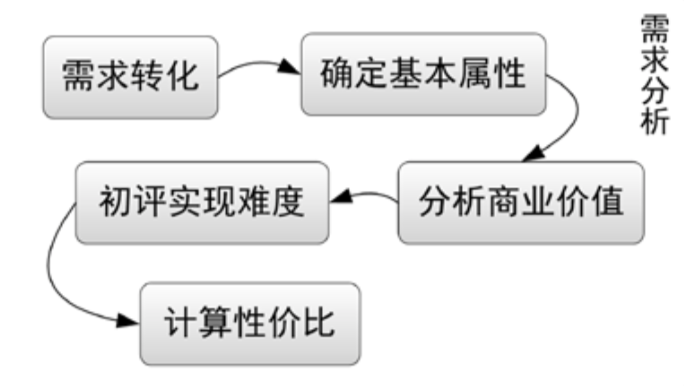 需求转化
确定基本属性
需求分析
分析商业价值
初评实现难度
计算性价比